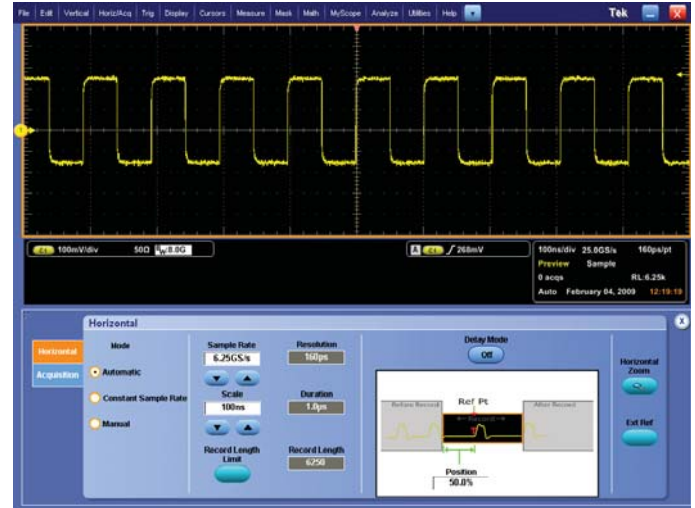 File Edit Vertical Horiz/Acq Trig Display Cursors Measure Mask Math MyScope Analyze Utilities Help Tek
C1 100mV/div 50Ω BW:8.0G
A C1 268mV
100ns/div 25.0GS/s 160ps/pt
Preview Sample
0 acqs RL:6.25k
Auto February 04, 2009 12:19:19
Horizontal
Horizontal
Acquisition
Mode
Automatic
Constant Sample Rate
Manual
Sample Rate
6.25GS/s
Scale
100ns
Record Length
Limit
Resolution
160ps
Duration
1.0µs
Record Length
6250
Delay Mode
Off
Before Record
Ref Pt
Record
After Record
Position
50.0%
Horizontal
Zoom
Ext Ref